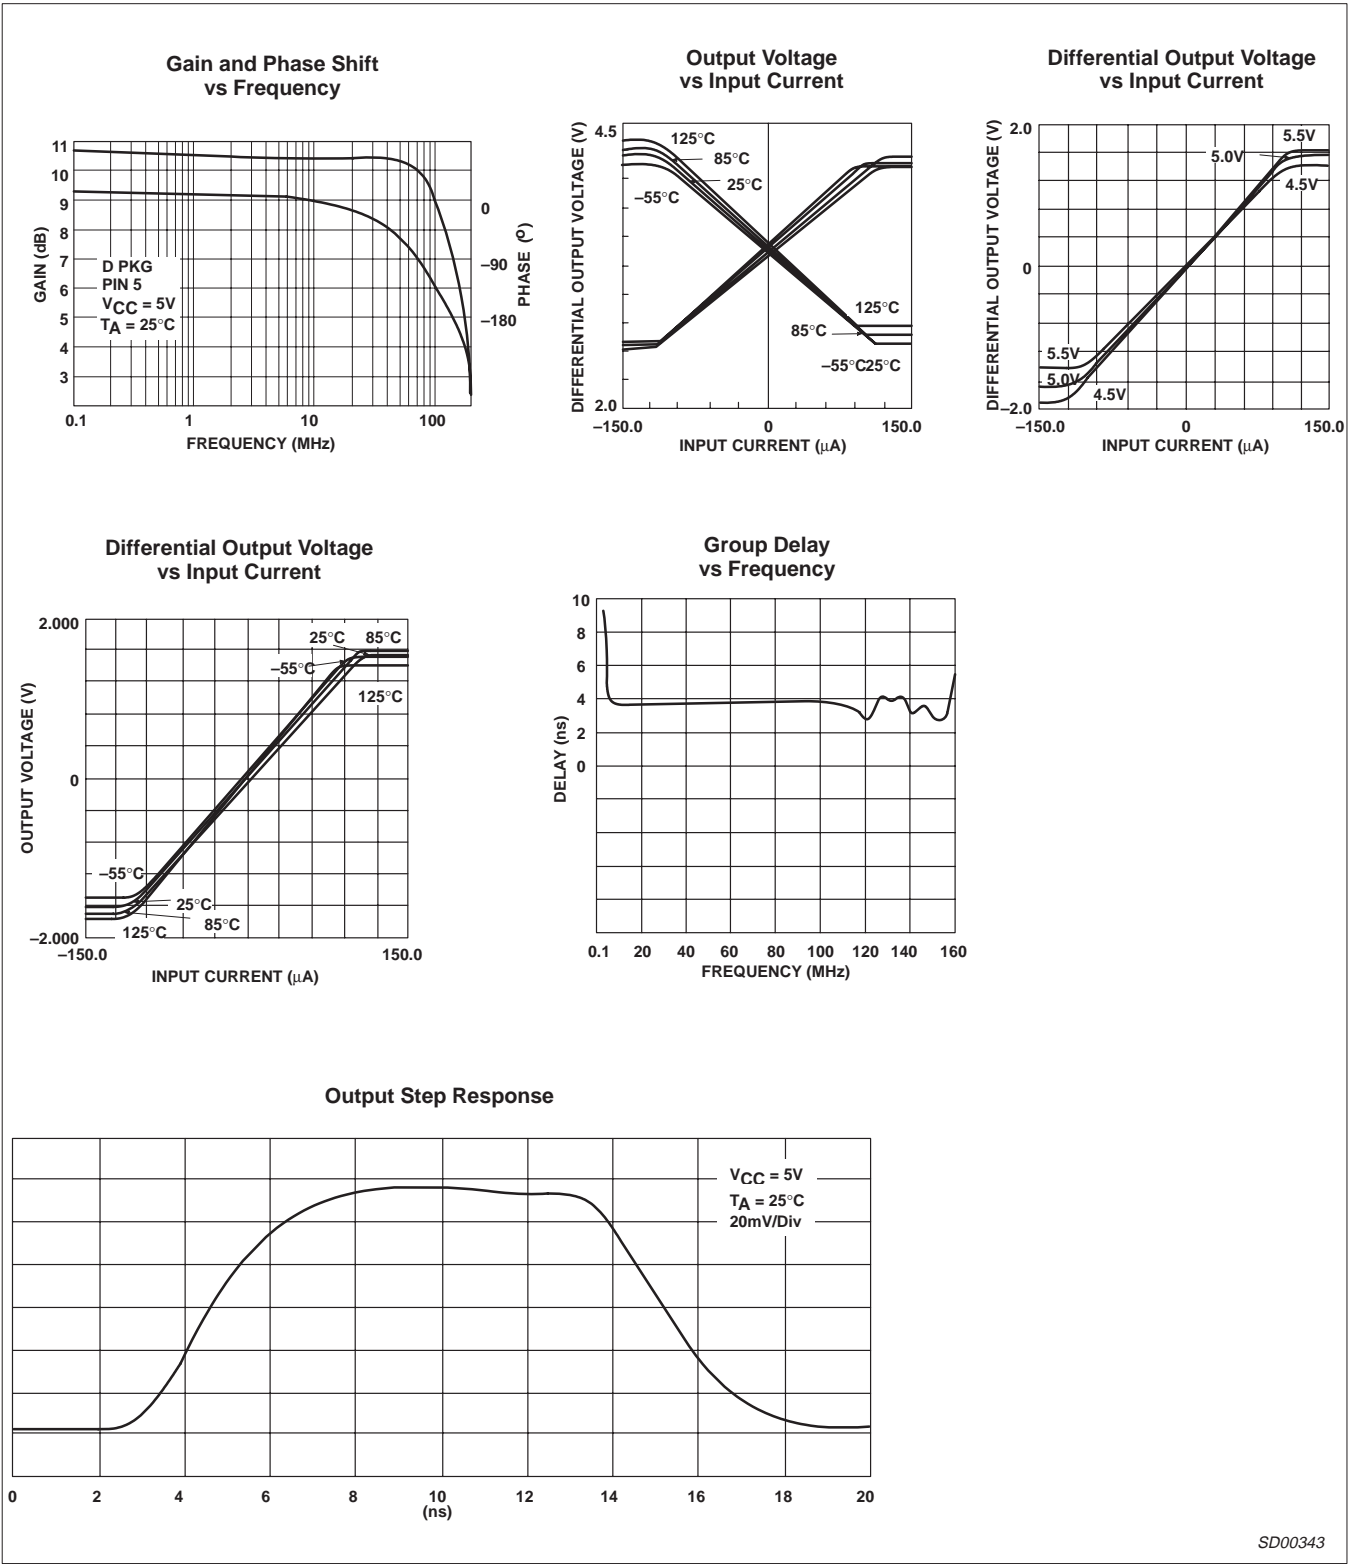 Gain and Phase Shift
vs Frequency
11
10
9
8
7
6
5
4
3
GAIN (dB)
D PKG
PIN 5
VCC = 5V
TA = 25°C
0
–90
–180
PHASE (o)
0.1
1
10
100
FREQUENCY (MHz)
Output Voltage
vs Input Current
DIFFERENTIAL OUTPUT VOLTAGE (V)
4.5
2.0
125°C
85°C
25°C
–55°C
125°C
85°C
–55°C25°C
–150.0
0
150.0
INPUT CURRENT (µA)
Differential Output Voltage
vs Input Current
DIFFERENTIAL OUTPUT VOLTAGE (V)
2.0
0
–2.0
5.5V
5.0V
4.5V
5.5V
5.0V
4.5V
–150.0
0
150.0
INPUT CURRENT (µA)
Differential Output Voltage
vs Input Current
OUTPUT VOLTAGE (V)
2.000
0
–2.000
25°C
85°C
–55°C
125°C
–55°C
25°C
85°C
125°C
–150.0
150.0
INPUT CURRENT (µA)
Group Delay
vs Frequency
10
8
6
4
2
0
DELAY (ns)
0.1
20
40
60
80
100
120
140
160
FREQUENCY (MHz)
Output Step Response
VCC = 5V
TA = 25°C
20mV/Div
0
2
4
6
8
10
12
14
16
18
20
(ns)
SD00343